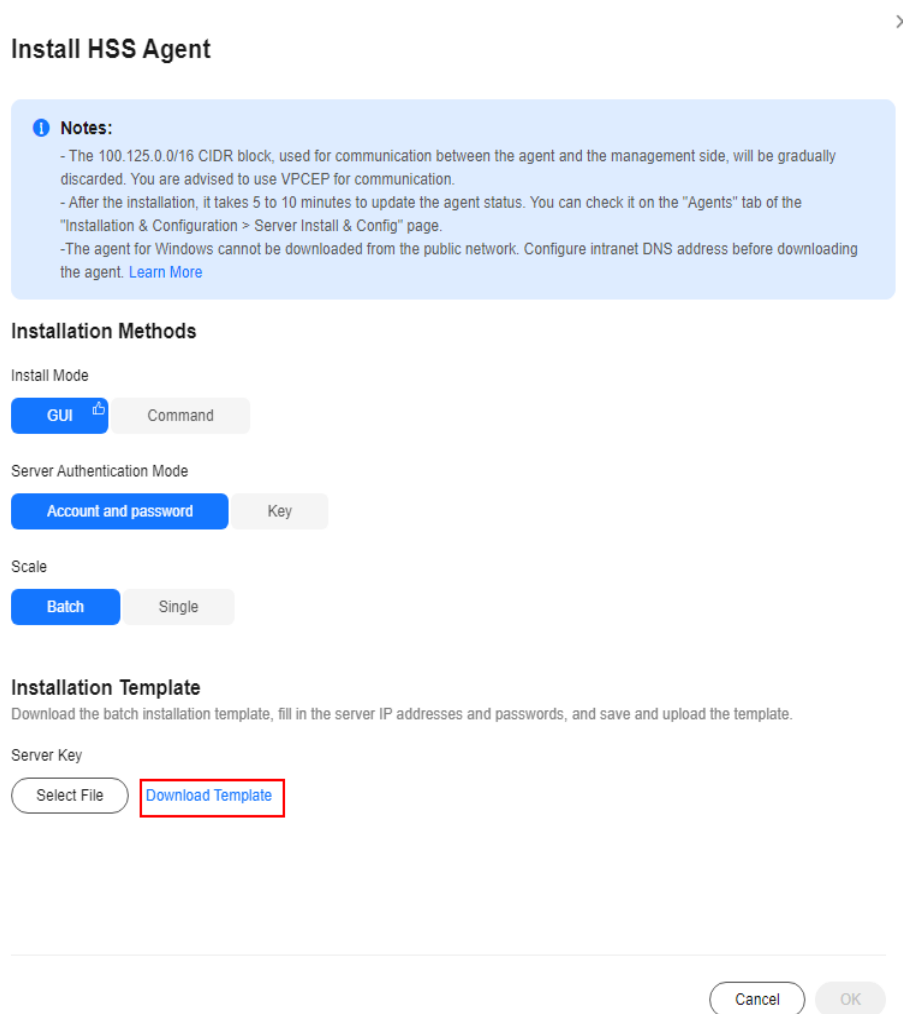 Install HSS Agent
Notes:
- The 100.125.0.0/16 CIDR block, used for communication between the agent and the management side, will be gradually
discarded. You are advised to use VPCEP for communication.
- After the installation, it takes 5 to 10 minutes to update the agent status. You can check it on the "Agents" tab of the
"Installation & Configuration > Server Install & Config" page.
-The agent for Windows cannot be downloaded from the public network. Configure intranet DNS address before downloading
the agent. Learn More
Installation Methods
Install Mode
GUI Command
Server Authentication Mode
Account and password Key
Scale
Batch Single
Installation Template
Download the batch installation template, fill in the server IP addresses and passwords, and save and upload the template.
Server Key
Select File Download Template
Cancel OK